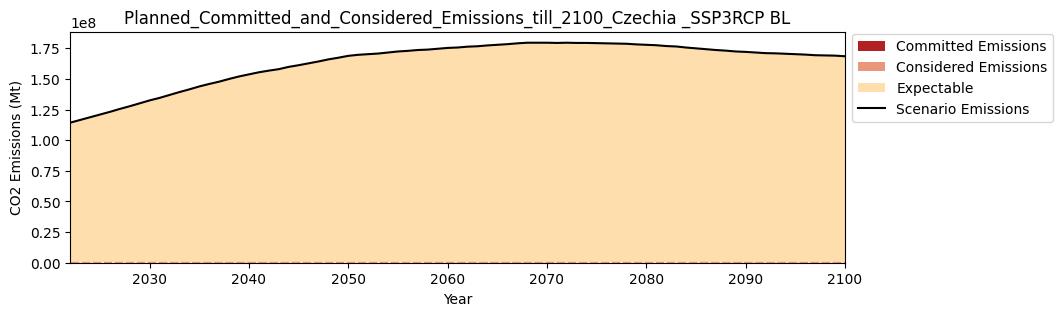 Planned_Committed_and_Considered_Emissions_till_2100_Czechia _SSP3RCP BL
1e8
1.75
1.50
1.25
1.00
0.75
0.50
0.25
0.00
CO2 Emissions (Mt)
2030 2040 2050 2060 2070 2080 2090 2100
Year
Committed Emissions
Considered Emissions
Expectable
Scenario Emissions